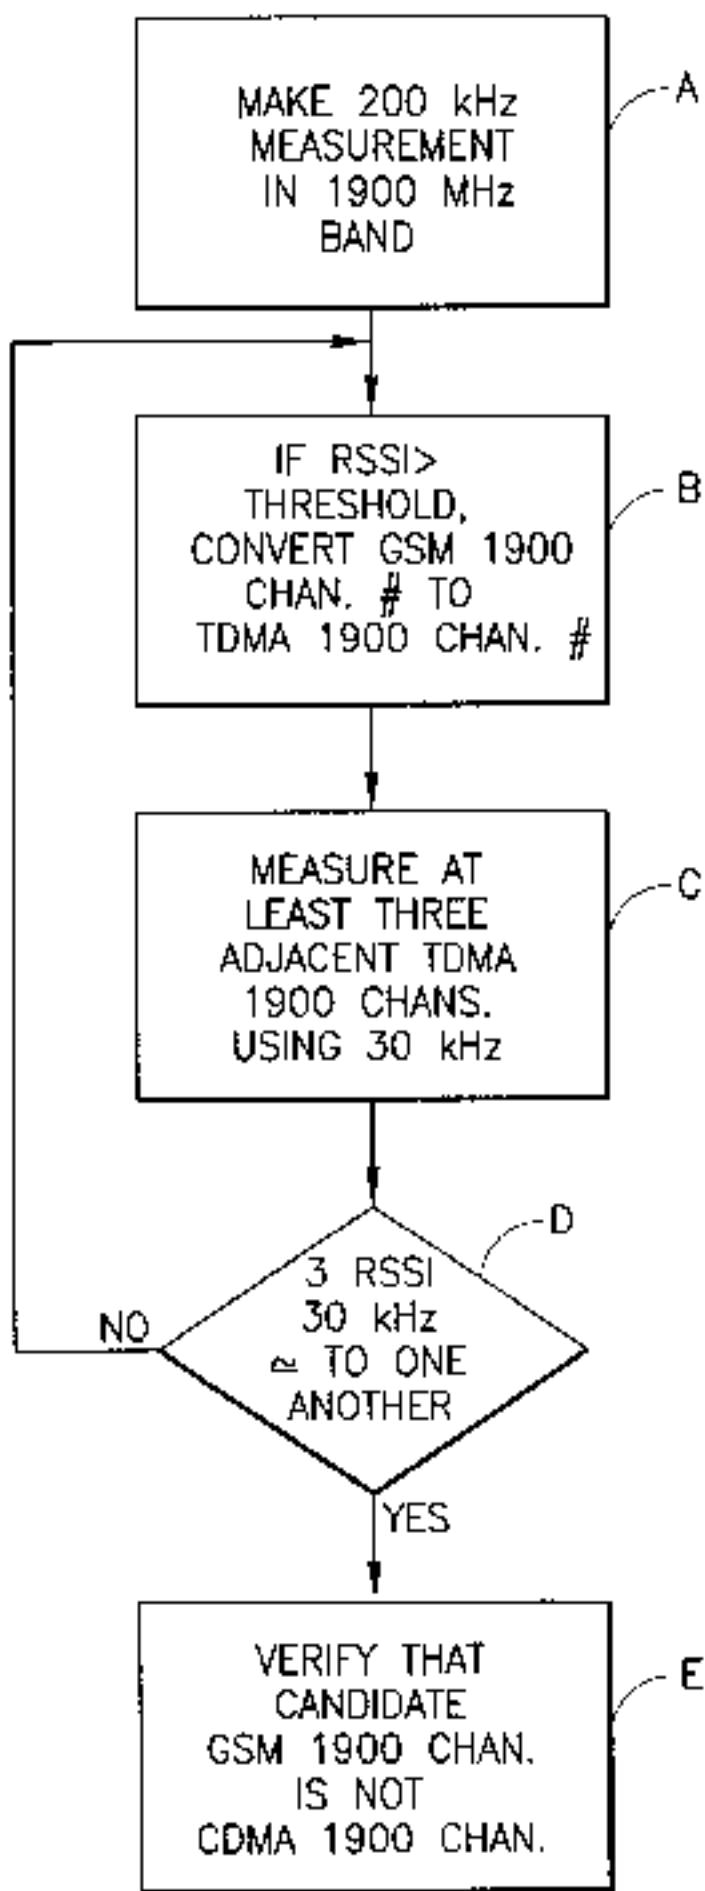 MAKE 200 kHz
MEASUREMENT
IN 1900 MHz
BAND
A
IF RSSI>
THRESHOLD,
CONVERT GSM 1900
CHAN. # TO
TDMA 1900 CHAN. #
B
MEASURE AT
LEAST THREE
ADJACENT TDMA
1900 CHANS.
USING 30 kHz
C
D
3 RSSI
30 kHz
≃ TO ONE
ANOTHER
NO
YES
VERIFY THAT
CANDIDATE
GSM 1900 CHAN.
IS NOT
CDMA 1900 CHAN.
E